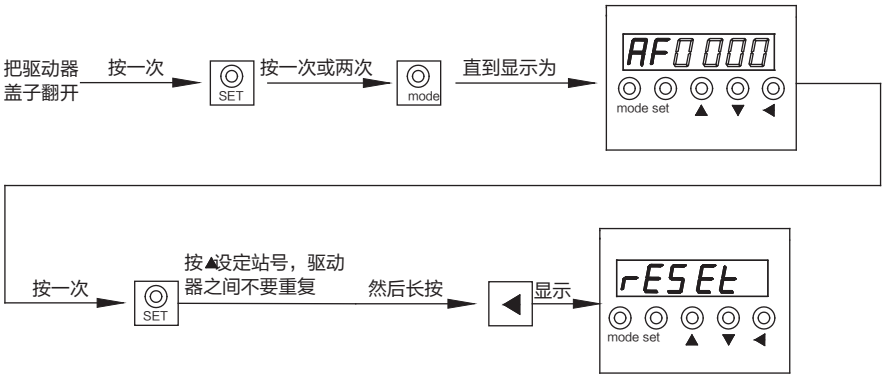 AF0 000
把驱动器 按一次 按一次或两次 直到显示为
盖子翻开
SET
mode
mode set
按▲设定站号，驱动
器之间不要重复
按一次 然后长按 显示
rESEt
SET
mode set